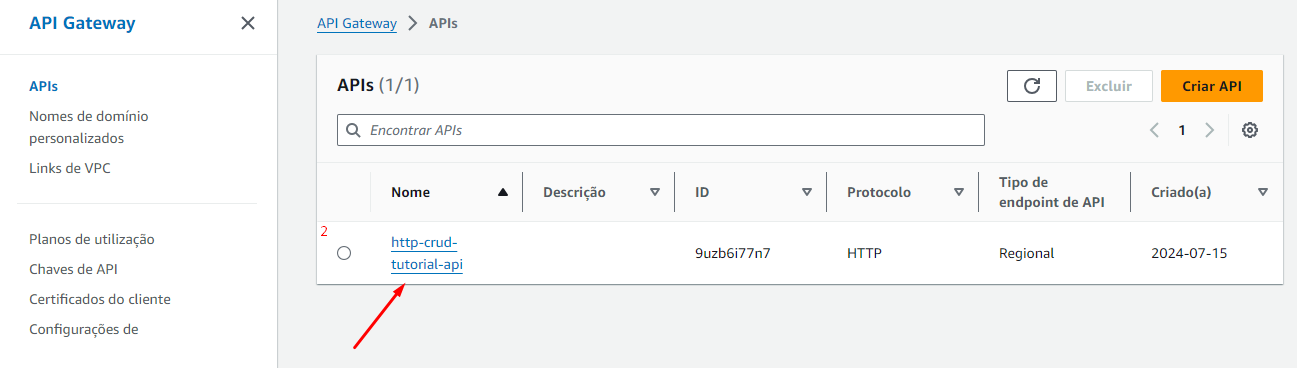 API Gateway
APIs
Nomes de domínio
personalizados
Links de VPC
Planos de utilização
Chaves de API
Certificados do cliente
Configurações de
API Gateway > APIs
APIs (1/1)
Excluir
Criar API
Encontrar APIs
1
Nome
Descrição
ID
Protocolo
Tipo de
endpoint de API
Criado(a)
2
http-crud-
tutorial-api
9uzb6i77n7
HTTP
Regional
2024-07-15